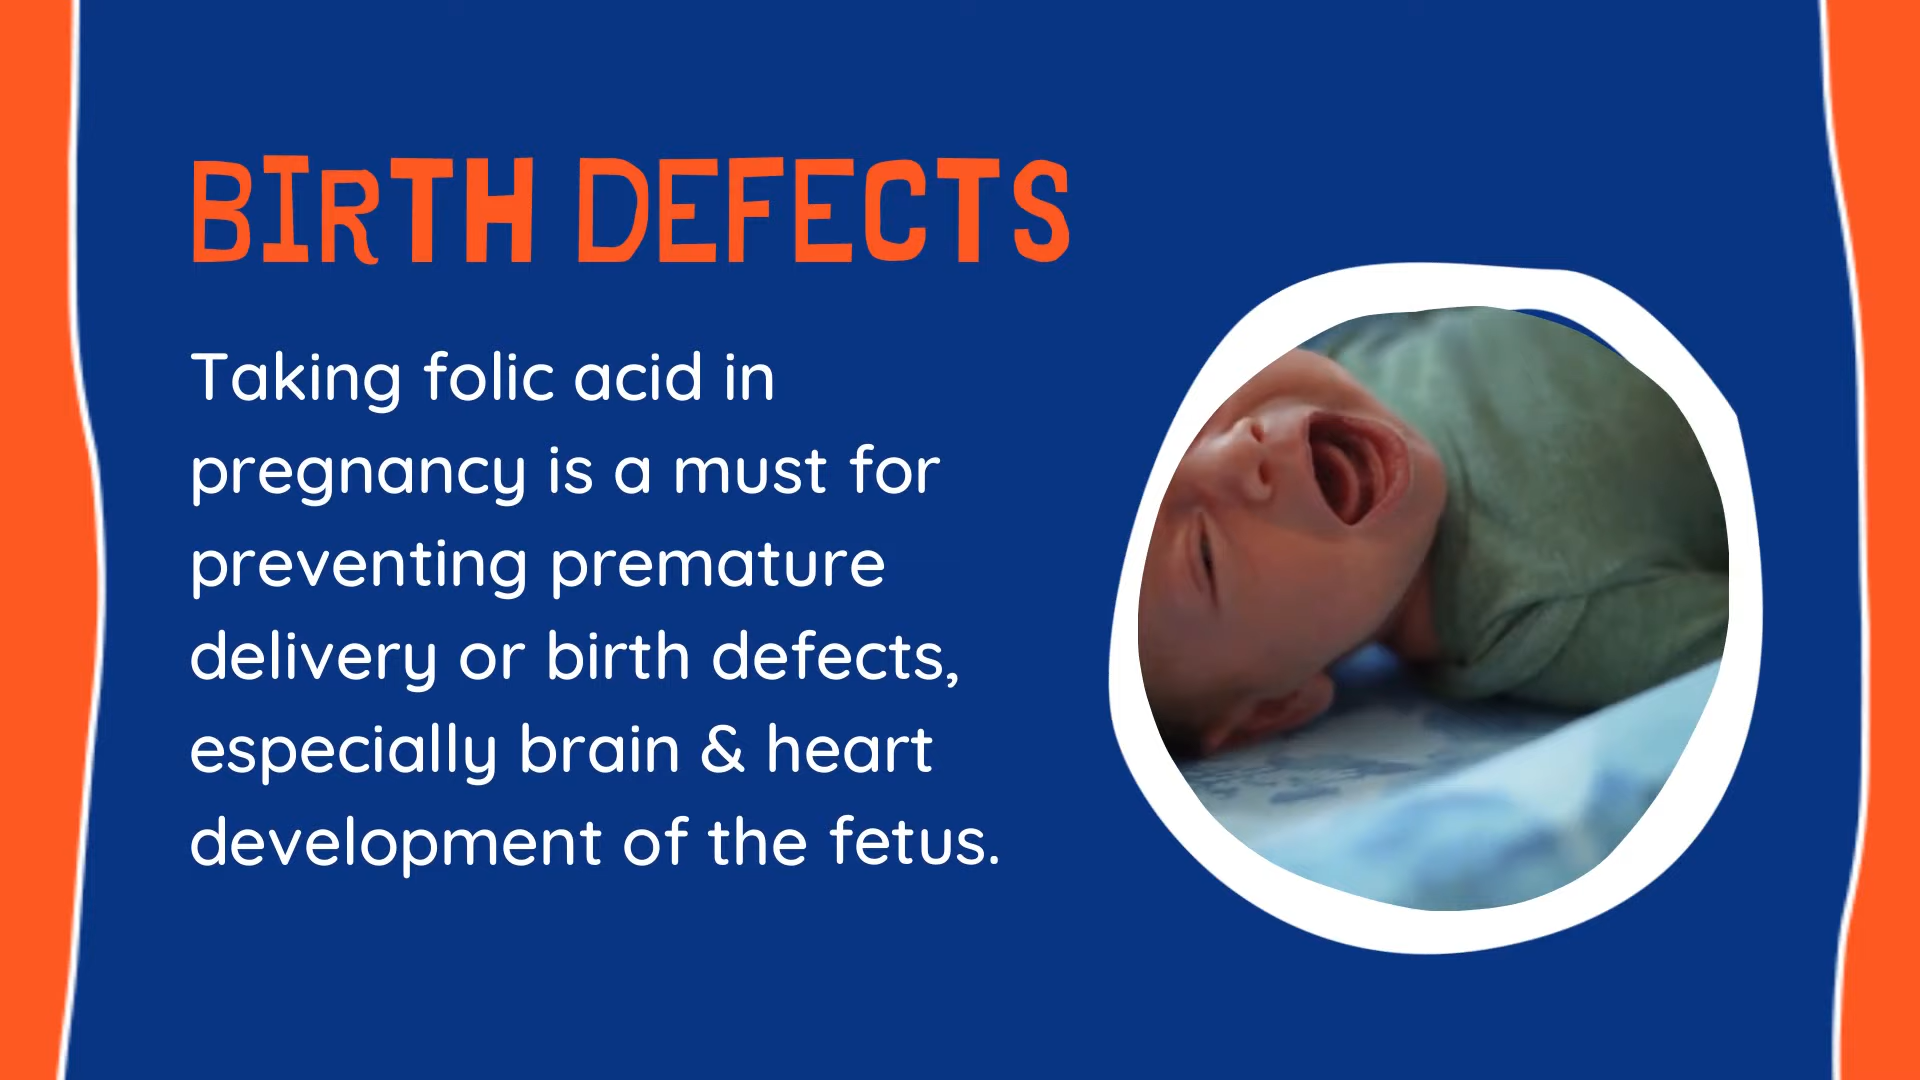 BIRTH DEFECTS
Taking folic acid in
pregnancy is a must for
preventing premature
delivery or birth defects,
especially brain & heart
development of the fetus.